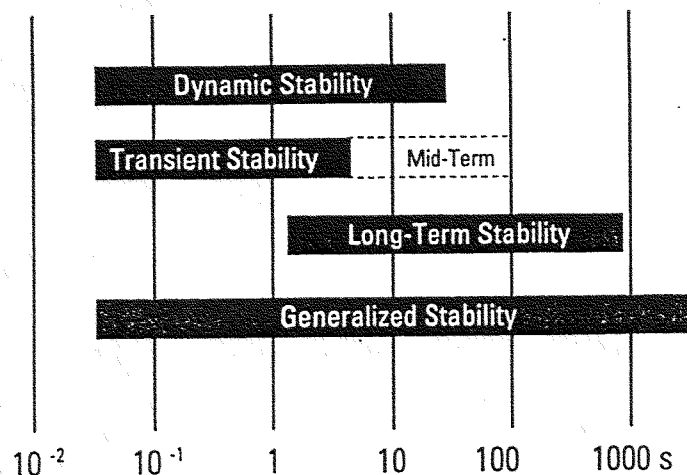 Dynamic Stability
Transient Stability Mid-Term
Long-Term Stability
Generalized Stability
10⁻² 10⁻¹ 1 10 100 1000 s